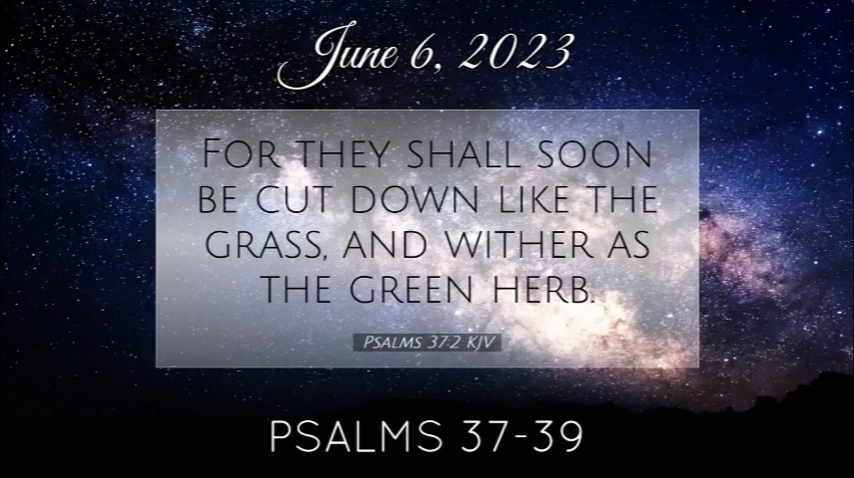 June 6, 2023
For they shall soon
be cut down like the
grass, and wither as
the green herb.
Psalms 37:2 KJV
PSALMS 37-39